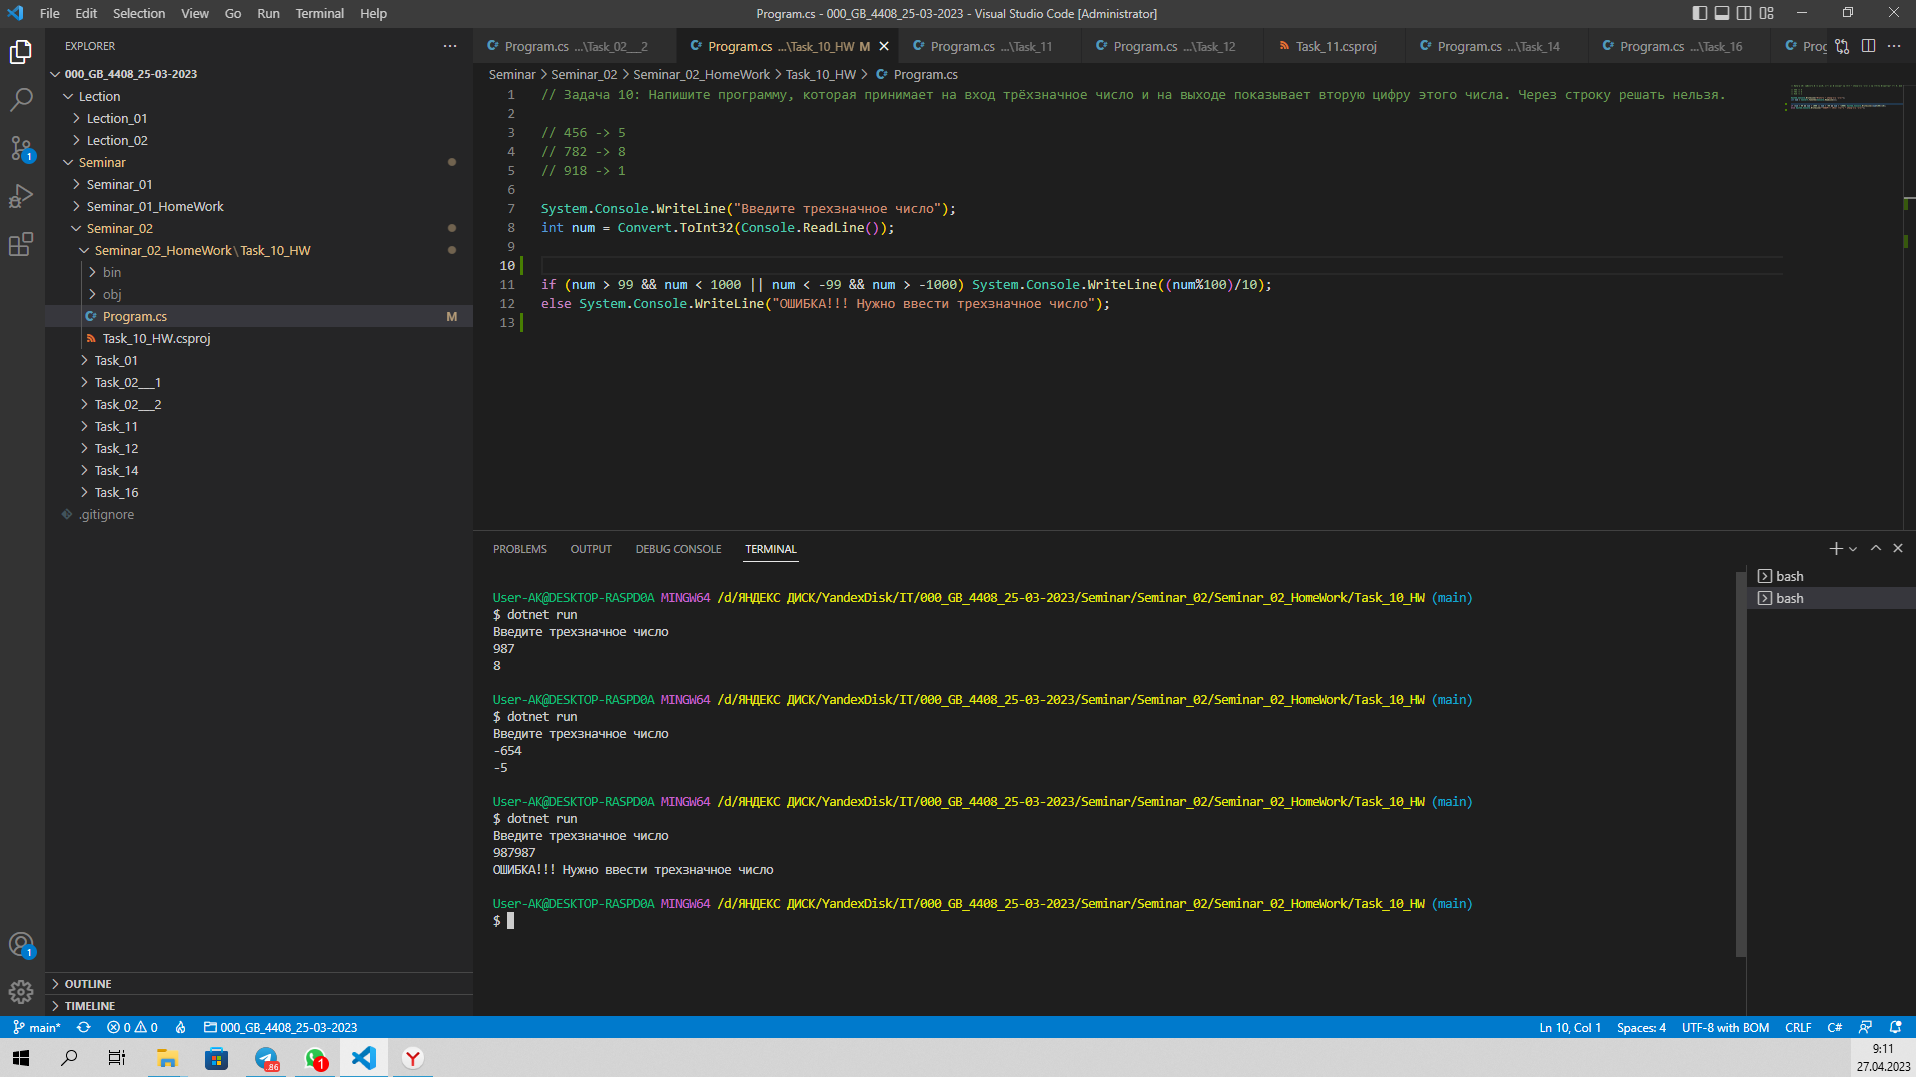 File Edit Selection View Go Run Terminal Help
Program.cs - 000_GB_4408_25-03-2023 - Visual Studio Code [Administrator]
EXPLORER
000_GB_4408_25-03-2023
Lection
Lection_01
Lection_02
Seminar
Seminar_01
Seminar_01_HomeWork
Seminar_02
Seminar_02_HomeWork\Task_10_HW
bin
obj
Program.cs M
Task_10_HW.csproj
Task_01
Task_02___1
Task_02___2
Task_11
Task_12
Task_14
Task_16
.gitignore
OUTLINE
TIMELINE
Program.cs ...\Task_02___2 Program.cs ...\Task_10_HW M Program.cs ...\Task_11 Program.cs ...\Task_12 Task_11.csproj Program.cs ...\Task_14 Program.cs ...\Task_16 Prog
Seminar > Seminar_02 > Seminar_02_HomeWork > Task_10_HW > Program.cs
1 // Задача 10: Напишите программу, которая принимает на вход трёхзначное число и на выходе показывает вторую цифру этого числа. Через строку решать нельзя.
2
3 // 456 -> 5
4 // 782 -> 8
5 // 918 -> 1
6
7 System.Console.WriteLine("Введите трехзначное число");
8 int num = Convert.ToInt32(Console.ReadLine());
9
10
11 if (num > 99 && num < 1000 || num < -99 && num > -1000) System.Console.WriteLine((num%100)/10);
12 else System.Console.WriteLine("ОШИБКА!!! Нужно ввести трехзначное число");
13
PROBLEMS OUTPUT DEBUG CONSOLE TERMINAL
bash
bash
User-AK@DESKTOP-RASPD0A MINGW64 /d/ЯНДЕКС ДИСК/YandexDisk/IT/000_GB_4408_25-03-2023/Seminar/Seminar_02/Seminar_02_HomeWork/Task_10_HW (main)
$ dotnet run
Введите трехзначное число
987
8
User-AK@DESKTOP-RASPD0A MINGW64 /d/ЯНДЕКС ДИСК/YandexDisk/IT/000_GB_4408_25-03-2023/Seminar/Seminar_02/Seminar_02_HomeWork/Task_10_HW (main)
$ dotnet run
Введите трехзначное число
-654
-5
User-AK@DESKTOP-RASPD0A MINGW64 /d/ЯНДЕКС ДИСК/YandexDisk/IT/000_GB_4408_25-03-2023/Seminar/Seminar_02/Seminar_02_HomeWork/Task_10_HW (main)
$ dotnet run
Введите трехзначное число
987987
ОШИБКА!!! Нужно ввести трехзначное число
User-AK@DESKTOP-RASPD0A MINGW64 /d/ЯНДЕКС ДИСК/YandexDisk/IT/000_GB_4408_25-03-2023/Seminar/Seminar_02/Seminar_02_HomeWork/Task_10_HW (main)
$
main* 0 0 000_GB_4408_25-03-2023 Ln 10, Col 1 Spaces: 4 UTF-8 with BOM CRLF C#
9:11
27.04.2023